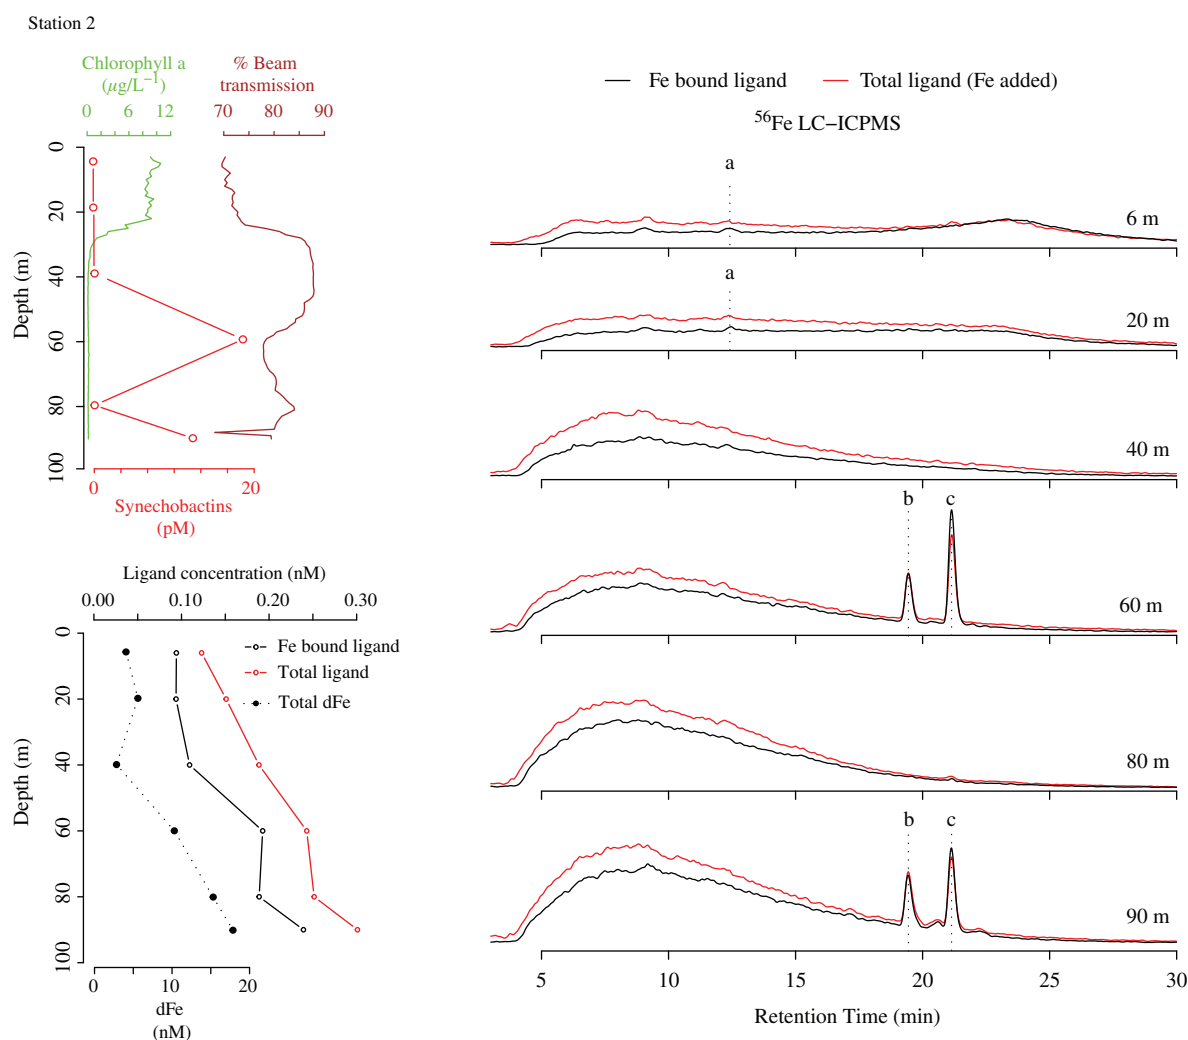 Station 2
Chlorophyll a
(µg/L⁻¹)
0 6 12
% Beam
transmission
70 80 90
Depth (m)
0
20
40
60
80
100
0 20
Synechobactins
(pM)
Ligand concentration (nM)
0.00 0.10 0.20 0.30
Fe bound ligand
Total ligand
Total dFe
Depth (m)
0
20
40
60
80
100
0 10 20
dFe
(nM)
Fe bound ligand Total ligand (Fe added)
⁵⁶Fe LC−ICPMS
a
6 m
a
20 m
40 m
b c
60 m
80 m
b c
90 m
5 10 15 20 25 30
Retention Time (min)